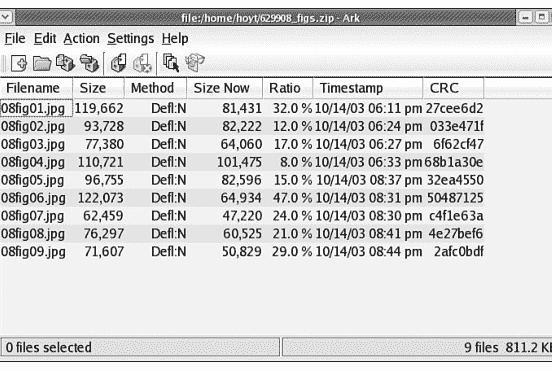 file:/home/hoyt/629908_figs.zip - Ark
File Edit Action Settings Help
Filename Size Method Size Now Ratio Timestamp CRC
08fig01.jpg 119,662 Defl:N 81,431 32.0 % 10/14/03 06:11 pm 27cee6d2
08fig02.jpg 93,728 Defl:N 82,222 12.0 % 10/14/03 06:24 pm 033e471f
08fig03.jpg 77,380 Defl:N 64,060 17.0 % 10/14/03 06:27 pm 6f62cf47
08fig04.jpg 110,721 Defl:N 101,475 8.0 % 10/14/03 06:33 pm 68b1a30e
08fig05.jpg 96,755 Defl:N 82,596 15.0 % 10/14/03 08:37 pm 32ea4550
08fig06.jpg 122,073 Defl:N 64,934 47.0 % 10/14/03 08:31 pm 50487125
08fig07.jpg 62,459 Defl:N 47,220 24.0 % 10/14/03 08:30 pm c4f1e63a
08fig08.jpg 76,297 Defl:N 60,525 21.0 % 10/14/03 08:41 pm 4e27bef6
08fig09.jpg 71,607 Defl:N 50,829 29.0 % 10/14/03 08:44 pm 2afc0bdf
0 files selected
9 files 811.2 KB